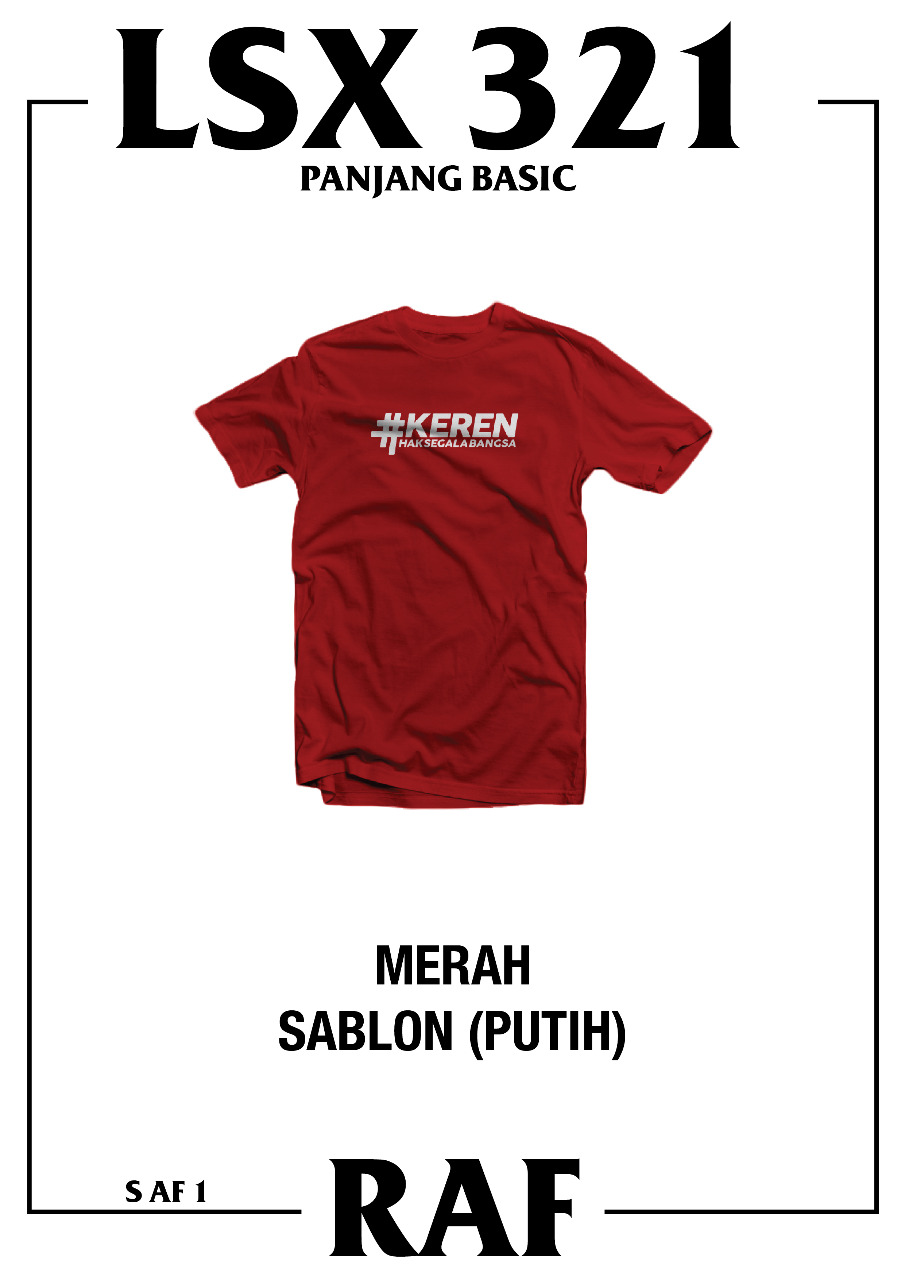 LSX 321
PANJANG BASIC
#KEREN
HAKSEGALABANGSA
MERAH
SABLON (PUTIH)
S AF 1
RAF